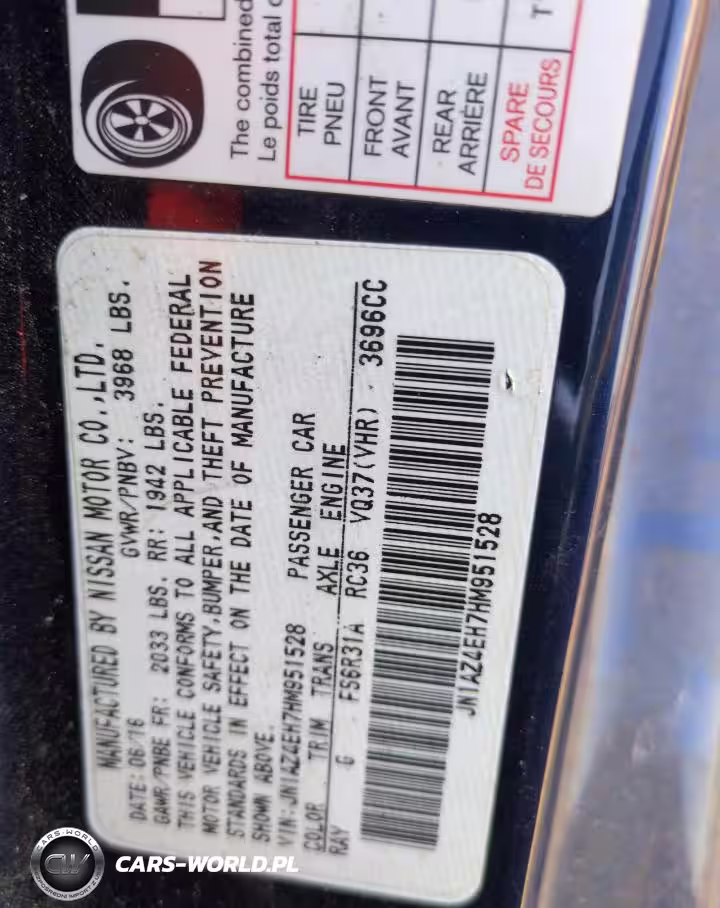 The combined
Le poids total c
TIRE
PNEU
FRONT
AVANT
REAR
ARRIÈRE
SPARE
DE SECOURS
T
MANUFACTURED BY NISSAN MOTOR CO.,LTD.
DATE: 06/16 GVWR/PNBV: 3968 LBS.
GAWR/PNBE FR: 2033 LBS. RR: 1942 LBS.
THIS VEHICLE CONFORMS TO ALL APPLICABLE FEDERAL
MOTOR VEHICLE SAFETY,BUMPER,AND THEFT PREVENTION
STANDARDS IN EFFECT ON THE DATE OF MANUFACTURE
SHOWN ABOVE.
VIN:JN1AZ4EH7HM951528 PASSENGER CAR
COLOR TRIM TRANS AXLE ENGINE
RAY G FS6R31A RC36 VQ37(VHR) 3696CC
JN1AZ4EH7HM951528
CARS-WORLD
CW
CARS-WORLD.PL